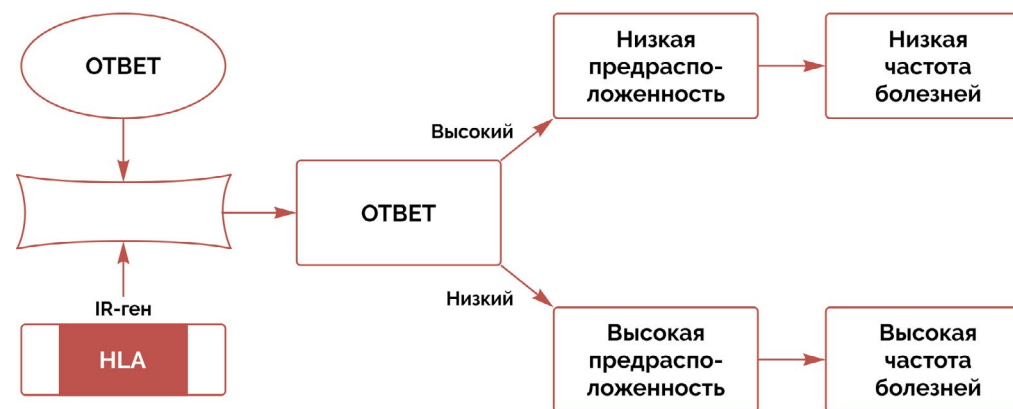 ОТВЕТ
IR-ген
HLA
ОТВЕТ
Высокий
Низкий
Низкая
предраспо-
ложенность
Низкая
частота
болезней
Высокая
предраспо-
ложенность
Высокая
частота
болезней